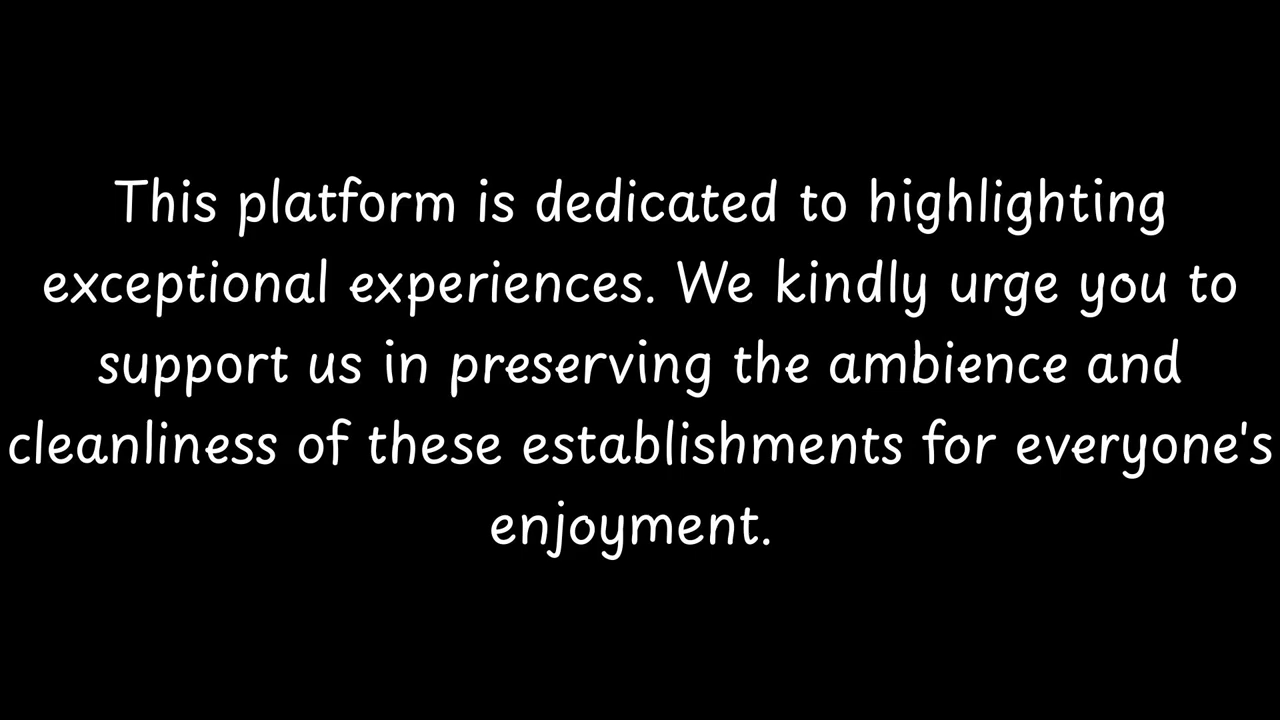 This platform is dedicated to highlighting
exceptional experiences. We kindly urge you to
support us in preserving the ambience and
cleanliness of these establishments for everyone's
enjoyment.